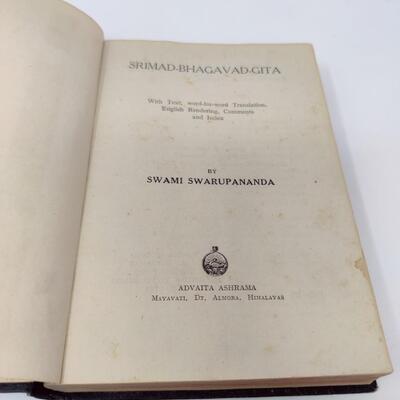 SRIMAD-BHAGAVAD-GITA
With Text, word-for-word Translation,
English Rendering, Comments
and Index
BY
SWAMI SWARUPANANDA
ADVAITA ASHRAMA
MAYAVATI, DT, ALMORA, HIMALAYAS